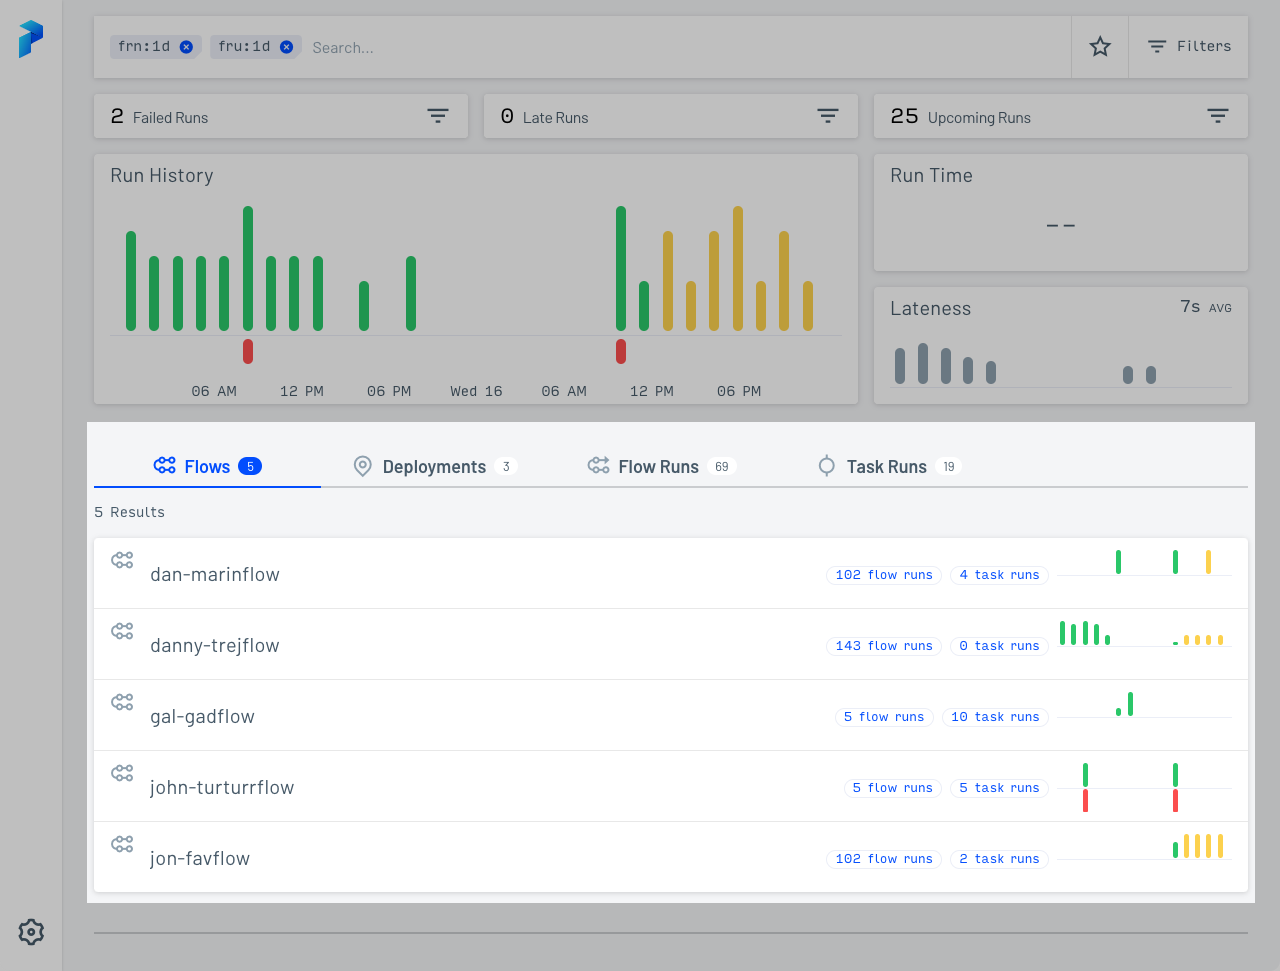 frn:1d fru:1d Search... Filters
2 Failed Runs
0 Late Runs
25 Upcoming Runs
Run History
06 AM 12 PM 06 PM Wed 16 06 AM 12 PM 06 PM
Run Time
--
Lateness 7s AVG
Flows 5 Deployments 3 Flow Runs 69 Task Runs 19
5 Results
dan-marinflow 102 flow runs 4 task runs
danny-trejflow 143 flow runs 0 task runs
gal-gadflow 5 flow runs 10 task runs
john-turturrflow 5 flow runs 5 task runs
jon-favflow 102 flow runs 2 task runs